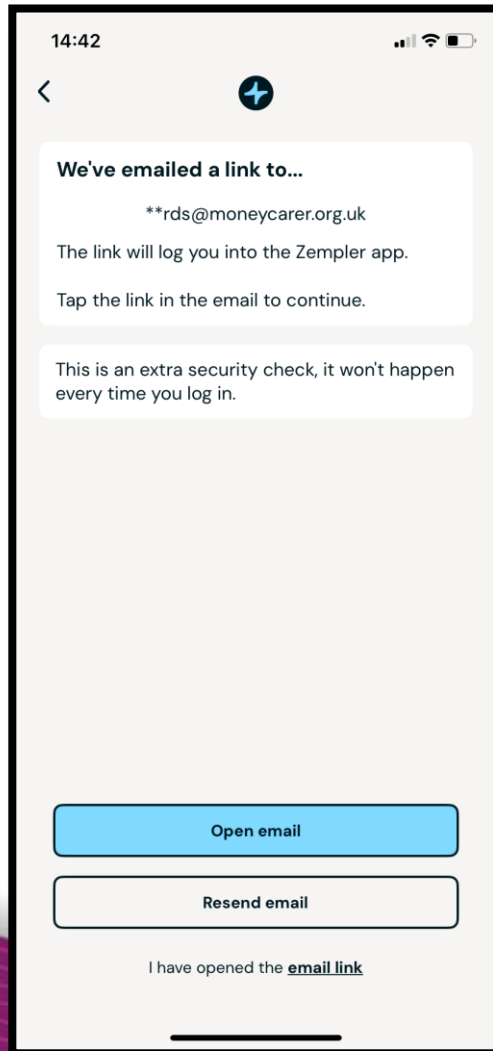 14:42
We've emailed a link to...
**rds@moneycarer.org.uk
The link will log you into the Zempler app.
Tap the link in the email to continue.
This is an extra security check, it won't happen
every time you log in.
Open email
Resend email
I have opened the email link